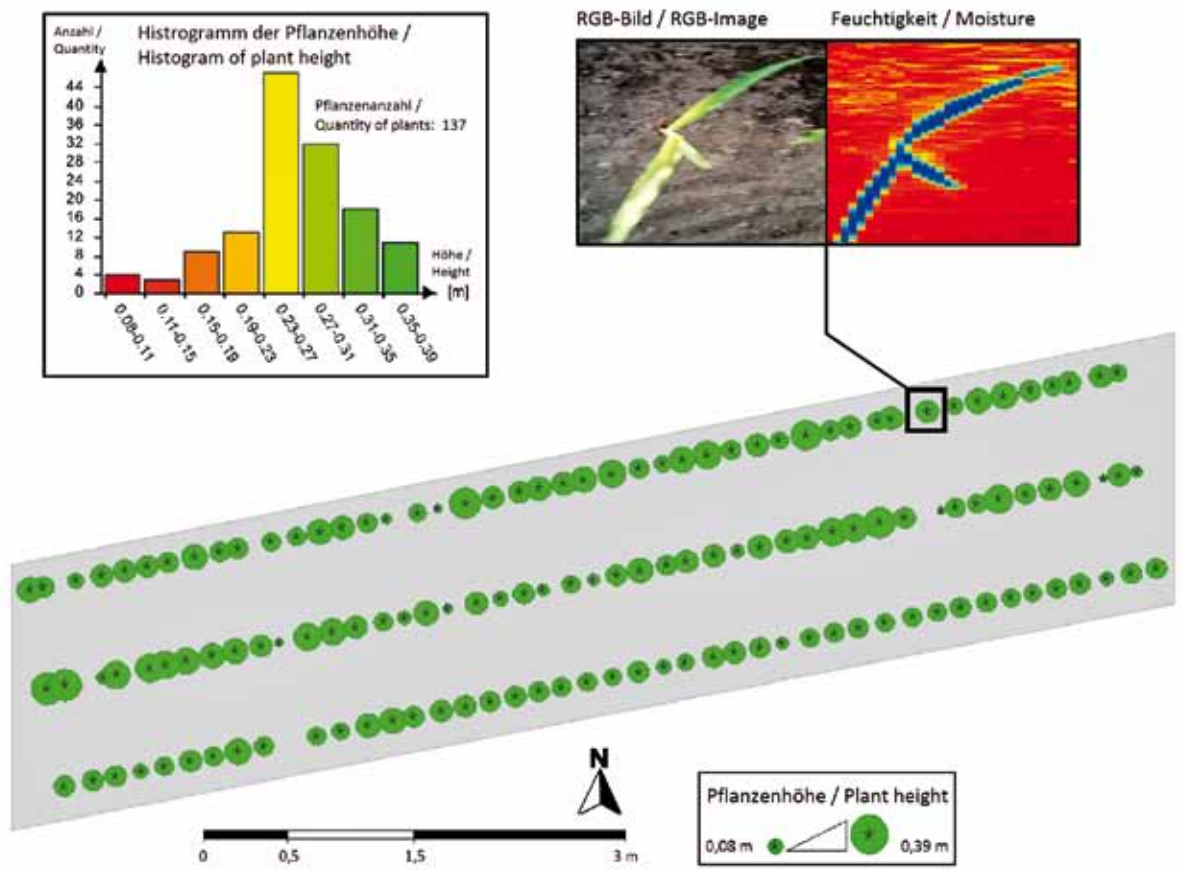 Anzahl /
Quantity
Histrogramm der Pflanzenhöhe /
Histogram of plant height
Pflanzenanzahl /
Quantity of plants: 137
44
40
36
32
28
24
20
16
12
8
4
0
Höhe /
Height
[m]
0.08-0.11
0.11-0.15
0.15-0.19
0.19-0.23
0.23-0.27
0.27-0.31
0.31-0.35
0.35-0.39
RGB-Bild / RGB-Image
Feuchtigkeit / Moisture
N
0 0,5 1,5 3 m
Pflanzenhöhe / Plant height
0,08 m 0,39 m